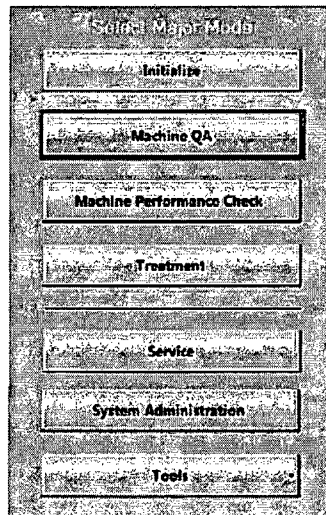 Select Major Mode
Initialize
Machine QA
Machine Performance Check
Treatment
Service
System Administration
Tools